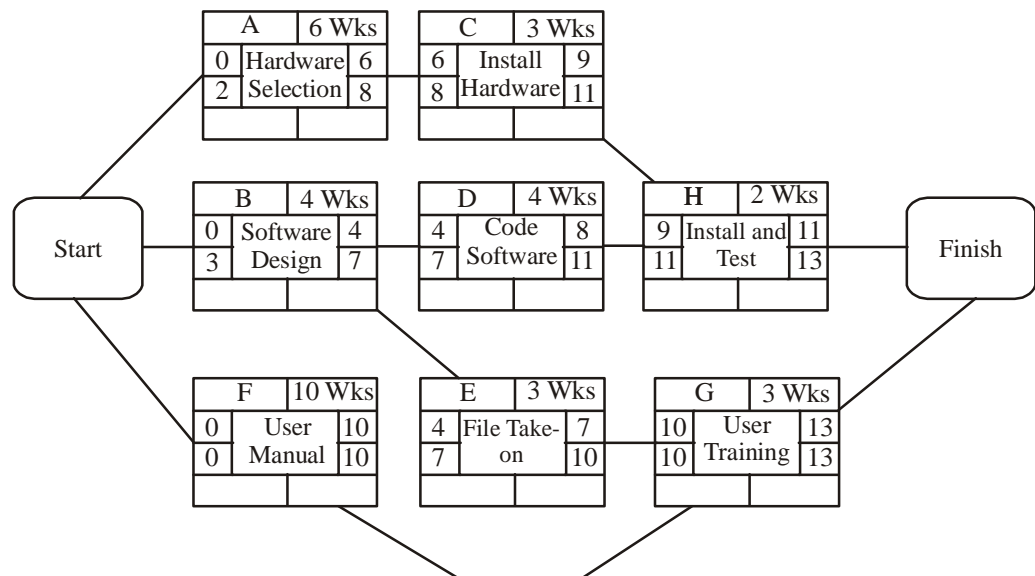 A 6 Wks
0 Hardware 6
2 Selection 8
C 3 Wks
6 Install 9
8 Hardware 11
Start
B 4 Wks
0 Software 4
3 Design 7
D 4 Wks
4 Code 8
7 Software 11
H 2 Wks
9 Install and 11
11 Test 13
Finish
F 10 Wks
0 User 10
0 Manual 10
E 3 Wks
4 File Take- 7
7 on 10
G 3 Wks
10 User 13
10 Training 13